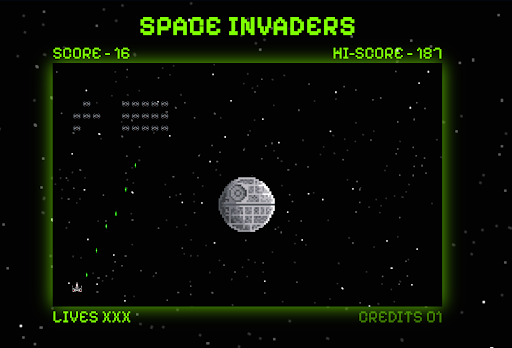 SPACE INVADERS
SCORE - 16
HI-SCORE - 187
LIVES XXX
CREDITS 01